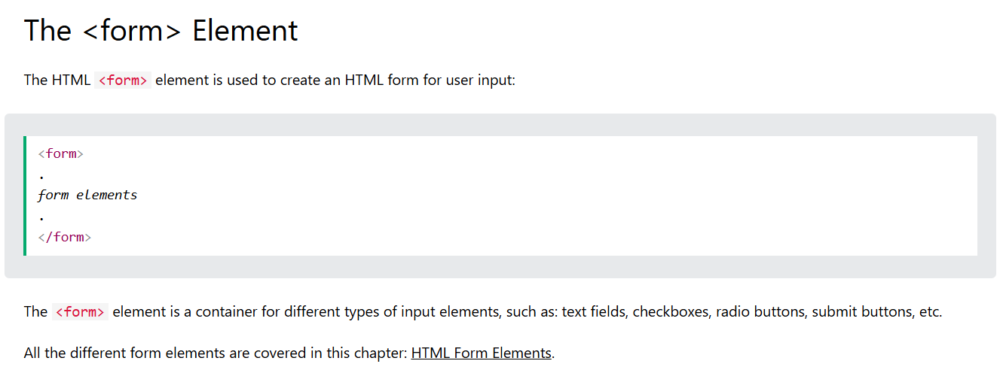 The <form> Element
The HTML <form> element is used to create an HTML form for user input:
<form>
.
form elements
.
</form>
The <form> element is a container for different types of input elements, such as: text fields, checkboxes, radio buttons, submit buttons, etc.
All the different form elements are covered in this chapter: HTML Form Elements.